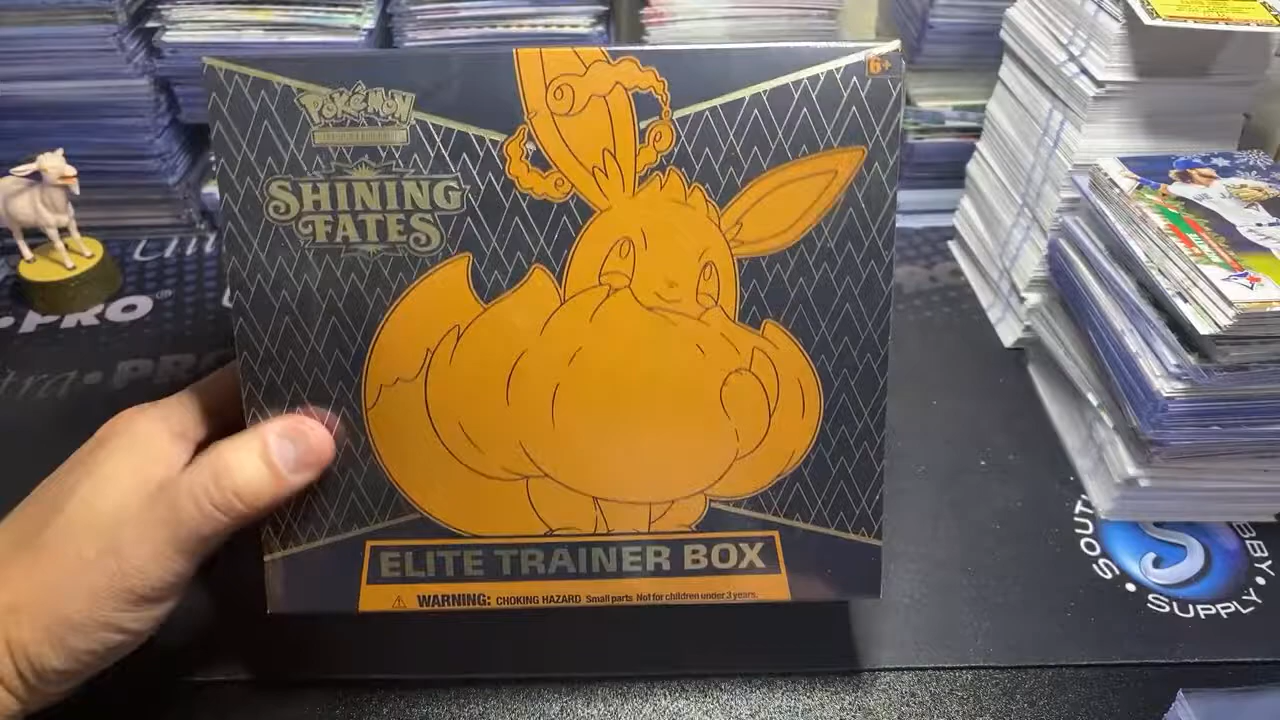 6+
POKÉMON
SHINING
FATES
PRO
PRO
ELITE TRAINER BOX
WARNING: CHOKING HAZARD Small parts Not for children under 3 years.
SUPPLY